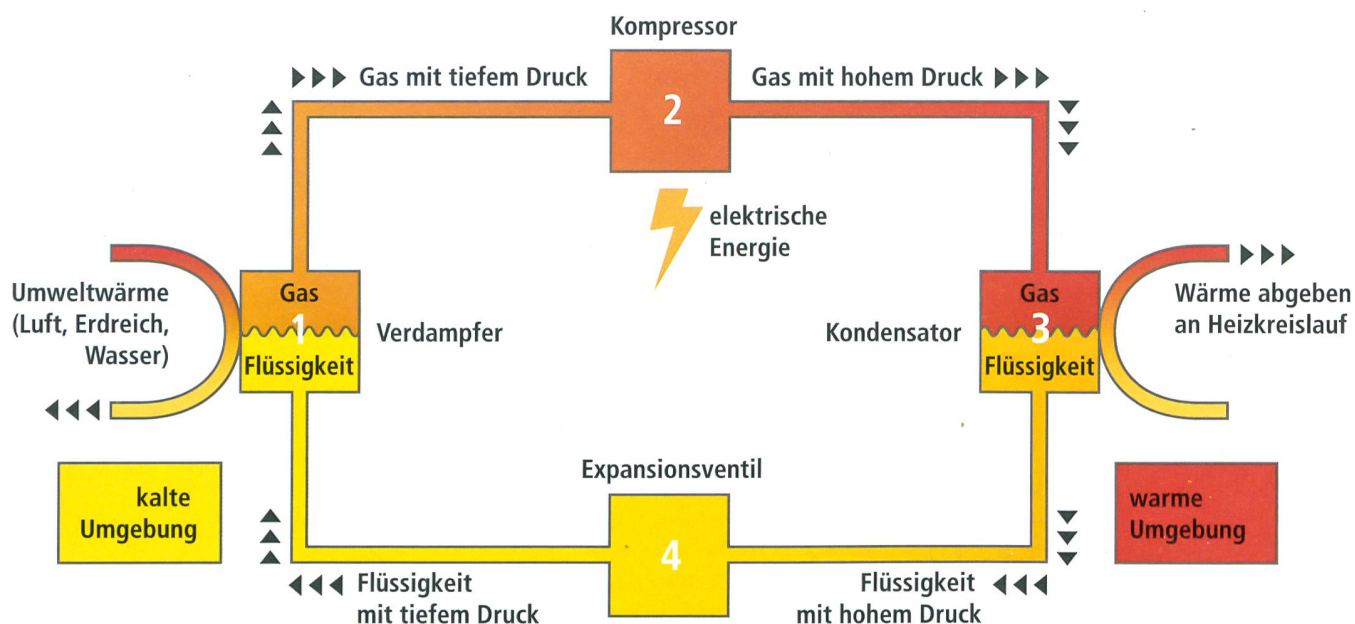 Kompressor
Gas mit tiefem Druck
2
Gas mit hohem Druck
elektrische
Energie
Umweltwärme
(Luft, Erdreich,
Wasser)
Gas
1
Flüssigkeit
Verdampfer
Kondensator
Gas
3
Flüssigkeit
Wärme abgeben
an Heizkreislauf
kalte
Umgebung
Expansionsventil
4
warme
Umgebung
Flüssigkeit
mit tiefem Druck
Flüssigkeit
mit hohem Druck